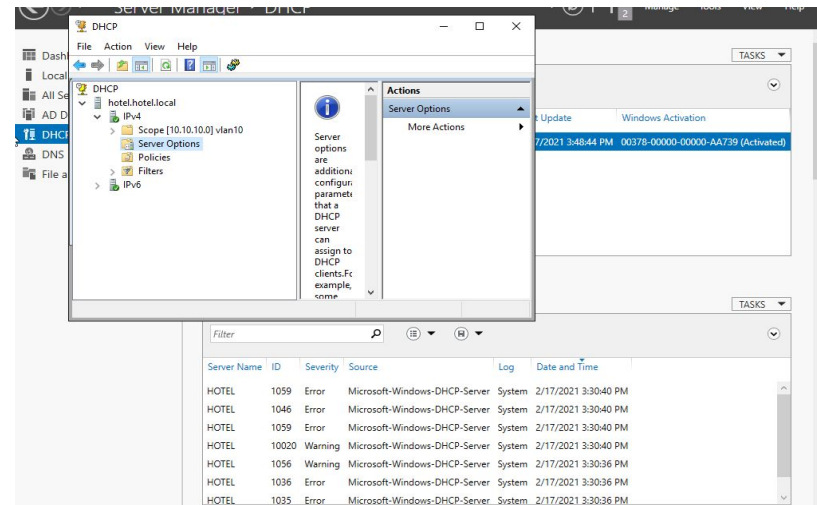 Server Manager DHCP
2 Manage Tools View Help
DHCP
File Action View Help
DHCP
hotel.hotel.local
IPv4
Scope [10.10.10.0] vlan10
Server Options
Policies
Filters
IPv6
Server
options
are
additiona
configura
paramete
that a
DHCP
server
can
assign to
DHCP
clients.Fo
example,
some
Actions
Server Options
More Actions
Dashb
Local
All Se
AD D
DHCP
DNS
File a
TASKS
t Update Windows Activation
7/2021 3:48:44 PM 00378-00000-00000-AA739 (Activated)
TASKS
Filter
Server Name ID Severity Source Log Date and Time
HOTEL 1059 Error Microsoft-Windows-DHCP-Server System 2/17/2021 3:30:40 PM
HOTEL 1046 Error Microsoft-Windows-DHCP-Server System 2/17/2021 3:30:40 PM
HOTEL 1059 Error Microsoft-Windows-DHCP-Server System 2/17/2021 3:30:40 PM
HOTEL 10020 Warning Microsoft-Windows-DHCP-Server System 2/17/2021 3:30:40 PM
HOTEL 1056 Warning Microsoft-Windows-DHCP-Server System 2/17/2021 3:30:36 PM
HOTEL 1036 Error Microsoft-Windows-DHCP-Server System 2/17/2021 3:30:36 PM
HOTEL 1035 Error Microsoft-Windows-DHCP-Server System 2/17/2021 3:30:36 PM